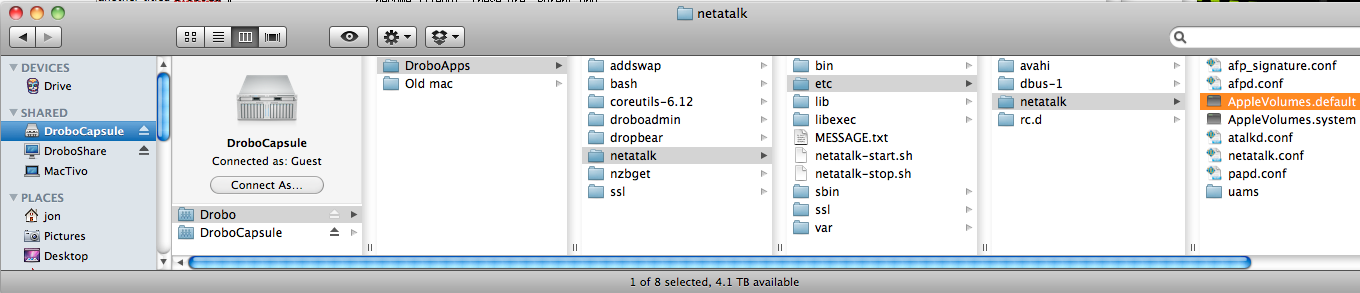 netatalk
DEVICES
Drive
SHARED
DroboCapsule
DroboShare
MacTivo
PLACES
jon
Pictures
Desktop
DroboCapsule
Connected as: Guest
Connect As...
Drobo
DroboCapsule
DroboApps
Old mac
addswap
bash
coreutils-6.12
droboadmin
dropbear
netatalk
nzbget
ssl
bin
etc
lib
libexec
MESSAGE.txt
netatalk-start.sh
netatalk-stop.sh
sbin
ssl
var
avahi
dbus-1
netatalk
rc.d
afp_signature.conf
afpd.conf
AppleVolumes.default
AppleVolumes.system
atalkd.conf
netatalk.conf
papd.conf
uams
1 of 8 selected, 4.1 TB available